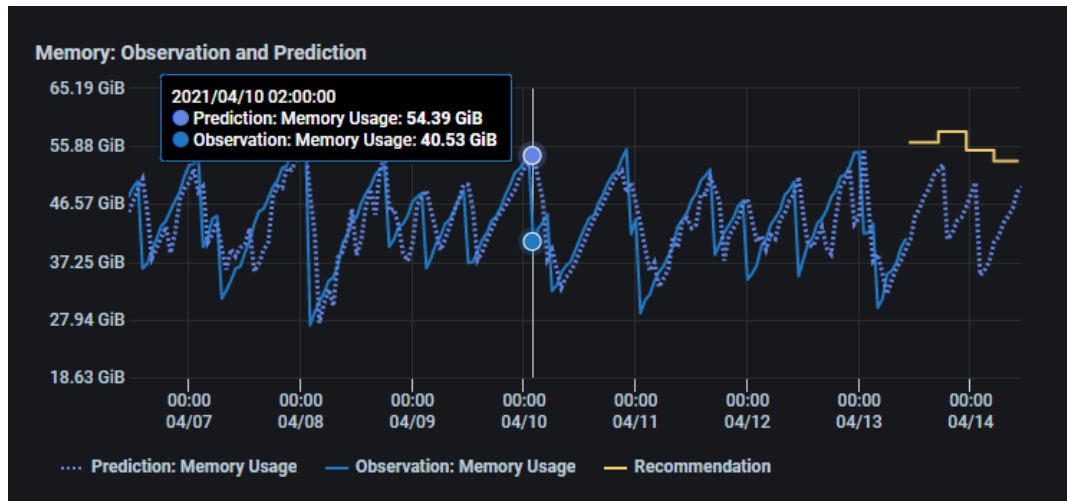 Memory: Observation and Prediction
65.19 GiB
2021/04/10 02:00:00
Prediction: Memory Usage: 54.39 GiB
Observation: Memory Usage: 40.53 GiB
55.88 GiB
46.57 GiB
37.25 GiB
27.94 GiB
18.63 GiB
00:00 00:00 00:00 00:00 00:00 00:00 00:00 00:00
04/07 04/08 04/09 04/10 04/11 04/12 04/13 04/14
Prediction: Memory Usage Observation: Memory Usage Recommendation